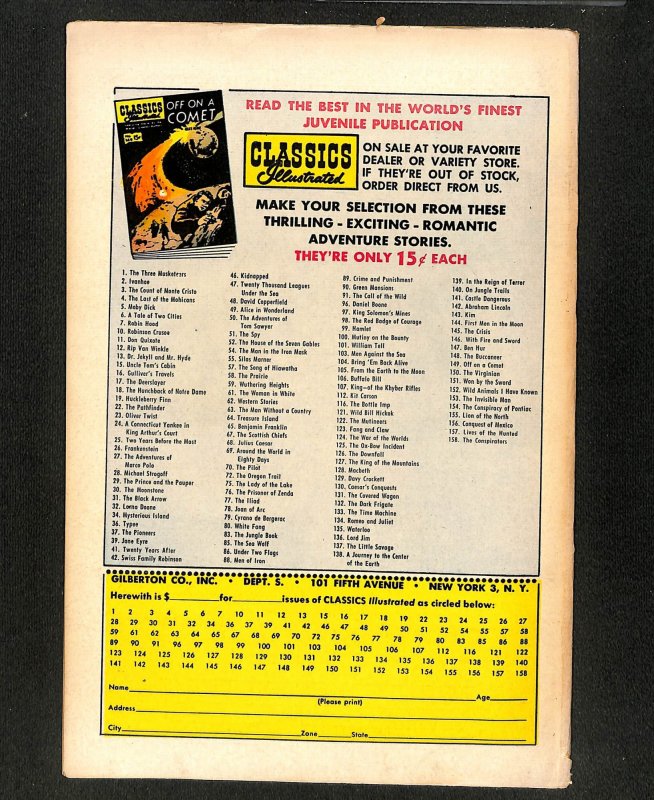 CLASSICS
Illustrated
OFF ON A
COMET
READ THE BEST IN THE WORLD'S FINEST
JUVENILE PUBLICATION
CLASSICS
Illustrated
ON SALE AT YOUR FAVORITE
DEALER OR VARIETY STORE.
IF THEY'RE OUT OF STOCK,
ORDER DIRECT FROM US.
MAKE YOUR SELECTION FROM THESE
THRILLING - EXCITING - ROMANTIC
ADVENTURE STORIES.
THEY'RE ONLY 15¢ EACH
1. The Three Musketeers
2. Ivanhoe
3. The Count of Monte Cristo
4. The Last of the Mohicans
5. Moby Dick
6. A Tale of Two Cities
7. Robin Hood
10. Robinson Crusoe
11. Don Quixote
12. Rip Van Winkle
13. Dr. Jekyll and Mr. Hyde
15. Uncle Tom's Cabin
16. Gulliver's Travels
17. The Deerslayer
18. The Hunchback of Notre Dame
19. Huckleberry Finn
22. The Pathfinder
23. Oliver Twist
24. A Connecticut Yankee in
King Arthur's Court
25. Two Years Before the Mast
26. Frankenstein
27. The Adventures of
Marco Polo
28. Michael Strogoff
29. The Prince and the Pauper
30. The Moonstone
31. The Black Arrow
32. Lorna Doone
34. Mysterious Island
36. Typee
37. The Pioneers
39. Jane Eyre
41. Twenty Years After
42. Swiss Family Robinson
46. Kidnapped
47. Twenty Thousand Leagues
Under the Sea
48. David Copperfield
49. Alice in Wonderland
50. The Adventures of
Tom Sawyer
51. The Spy
52. The House of the Seven Gables
54. The Man in the Iron Mask
55. Silas Marner
57. The Song of Hiawatha
58. The Prairie
59. Wuthering Heights
61. The Woman in White
62. Western Stories
63. The Man Without a Country
64. Treasure Island
65. Benjamin Franklin
67. The Scottish Chiefs
68. Julius Caesar
69. Around the World in
Eighty Days
70. The Pilot
72. The Oregon Trail
75. The Lady of the Lake
76. The Prisoner of Zenda
77. The Iliad
78. Joan of Arc
79. Cyrano de Bergerac
80. White Fang
83. The Jungle Book
85. The Sea Wolf
86. Under Two Flags
88. Men of Iron
89. Crime and Punishment
90. Green Mansions
91. The Call of the Wild
96. Daniel Boone
97. King Solomon's Mines
98. The Red Badge of Courage
99. Hamlet
100. Mutiny on the Bounty
101. William Tell
103. Men Against the Sea
104. Bring 'Em Back Alive
105. From the Earth to the Moon
106. Buffalo Bill
107. King—of the Khyber Rifles
112. Kit Carson
116. The Bottle Imp
121. Wild Bill Hickok
122. The Mutineers
123. Fang and Claw
124. The War of the Worlds
125. The Ox-Bow Incident
126. The Downfall
127. The King of the Mountains
128. Macbeth
129. Davy Crockett
130. Caesar's Conquests
131. The Covered Wagon
132. The Dark Frigate
133. The Time Machine
134. Romeo and Juliet
135. Waterloo
136. Lord Jim
137. The Little Savage
138. A Journey to the Center
of the Earth
139. In the Reign of Terror
140. On Jungle Trails
141. Castle Dangerous
142. Abraham Lincoln
143. Kim
144. First Men in the Moon
145. The Crisis
146. With Fire and Sword
147. Ben Hur
148. The Buccaneer
149. Off on a Comet
150. The Virginian
151. Won by the Sword
152. Wild Animals I Have Known
153. The Invisible Man
154. The Conspiracy of Pontiac
155. Lion of the North
156. Conquest of Mexico
157. Lives of the Hunted
158. The Conspirators
GILBERTON CO., INC. • DEPT. S. • 101 FIFTH AVENUE • NEW YORK 3, N. Y.
Herewith is $ for issues of CLASSICS Illustrated as circled below:
1 2 3 4 5 6 7 10 11 12 13 15 16 17 18 19 22 23 24 25 26 27
28 29 30 31 32 34 36 37 39 41 42 46 47 48 49 50 51 52 54 55 57 58
59 61 62 63 64 65 67 68 69 70 72 75 76 77 78 79 80 83 85 86 88
89 90 91 96 97 98 99 100 101 103 104 105 106 107 112 116 121 122
123 124 125 126 127 128 129 130 131 132 133 134 135 136 137 138 139 140
141 142 143 144 145 146 147 148 149 150 151 152 153 154 155 156 157 158
Name Age
(Please print)
Address
City Zone State